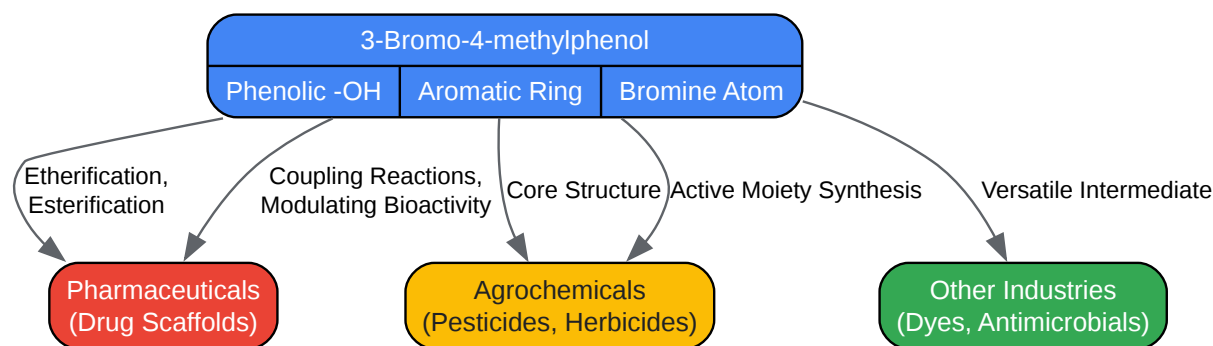 3-Bromo-4-methylphenol
Phenolic -OH
Aromatic Ring
Bromine Atom
Etherification,
Esterification
Coupling Reactions,
Modulating Bioactivity
Core Structure
Active Moiety Synthesis
Versatile Intermediate
Pharmaceuticals
(Drug Scaffolds)
Agrochemicals
(Pesticides, Herbicides)
Other Industries
(Dyes, Antimicrobials)